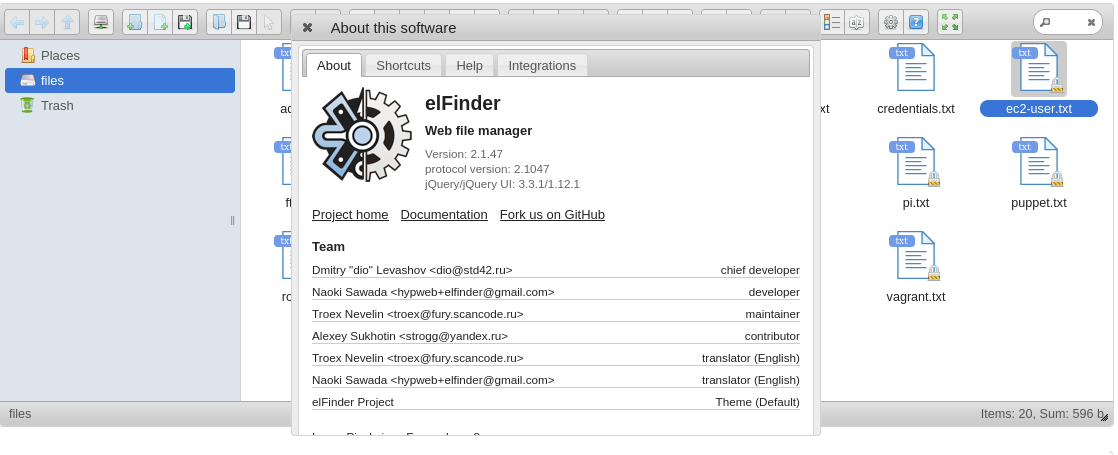 About this software
Places
files
Trash
About
Shortcuts
Help
Integrations
elFinder
Web file manager
Version: 2.1.47
protocol version: 2.1047
jQuery/jQuery UI: 3.3.1/1.12.1
Project home
Documentation
Fork us on GitHub
Team
Dmitry "dio" Levashov <dio@std42.ru> chief developer
Naoki Sawada <hypweb+elfinder@gmail.com> developer
Troex Nevelin <troex@fury.scancode.ru> maintainer
Alexey Sukhotin <strogg@yandex.ru> contributor
Troex Nevelin <troex@fury.scancode.ru> translator (English)
Naoki Sawada <hypweb+elfinder@gmail.com> translator (English)
elFinder Project Theme (Default)
txt
txt
txt
txt
txt
credentials.txt
ec2-user.txt
txt
txt
txt
pi.txt
puppet.txt
txt
txt
vagrant.txt
files
Items: 20, Sum: 596 b